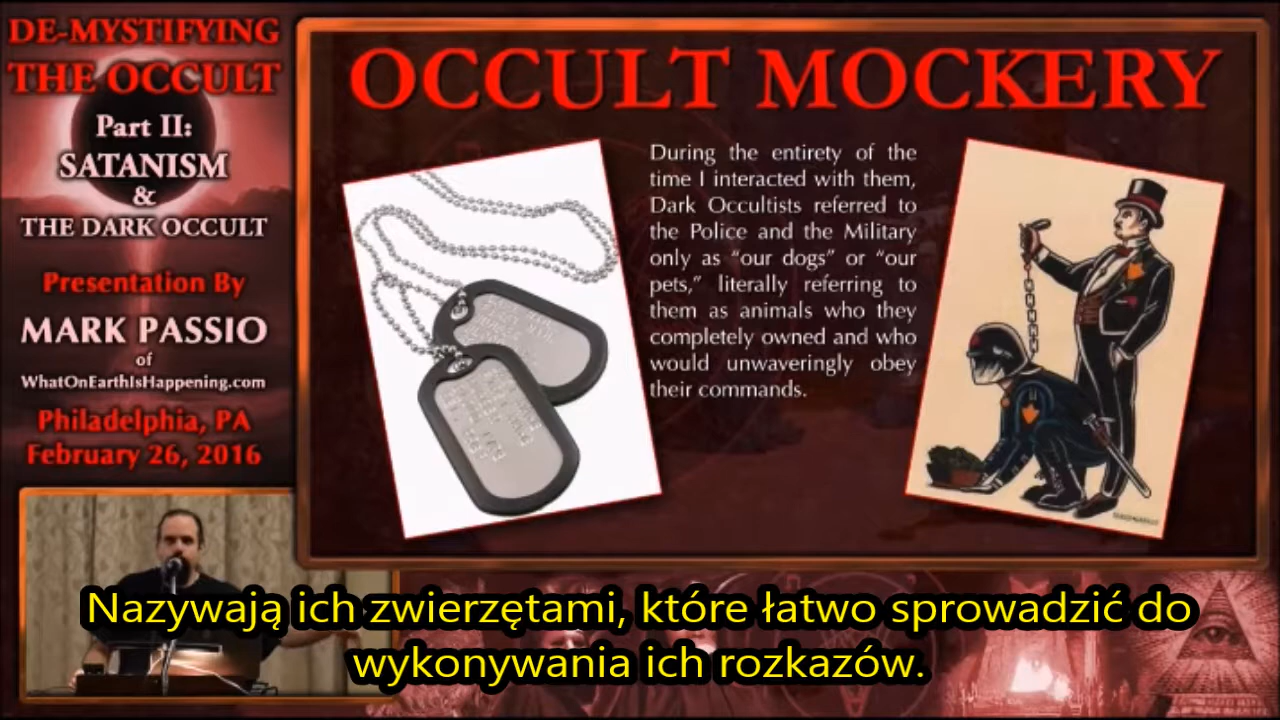 DE-MYSTIFYING
THE OCCULT
Part II:
SATANISM
&
THE DARK OCCULT
Presentation By
MARK PASSIO
of
WhatOnEarthIsHappening.com
Philadelphia, PA
February 26, 2016
OCCULT MOCKERY
During the entirety of the
time I interacted with them,
Dark Occultists referred to
the Police and the Military
only as “our dogs” or “our
pets,” literally referring to
them as animals who they
completely owned and who
would unwaveringly obey
their commands.
Nazywają ich zwierzętami, które łatwo sprowadzić do
wykonywania ich rozkazów.